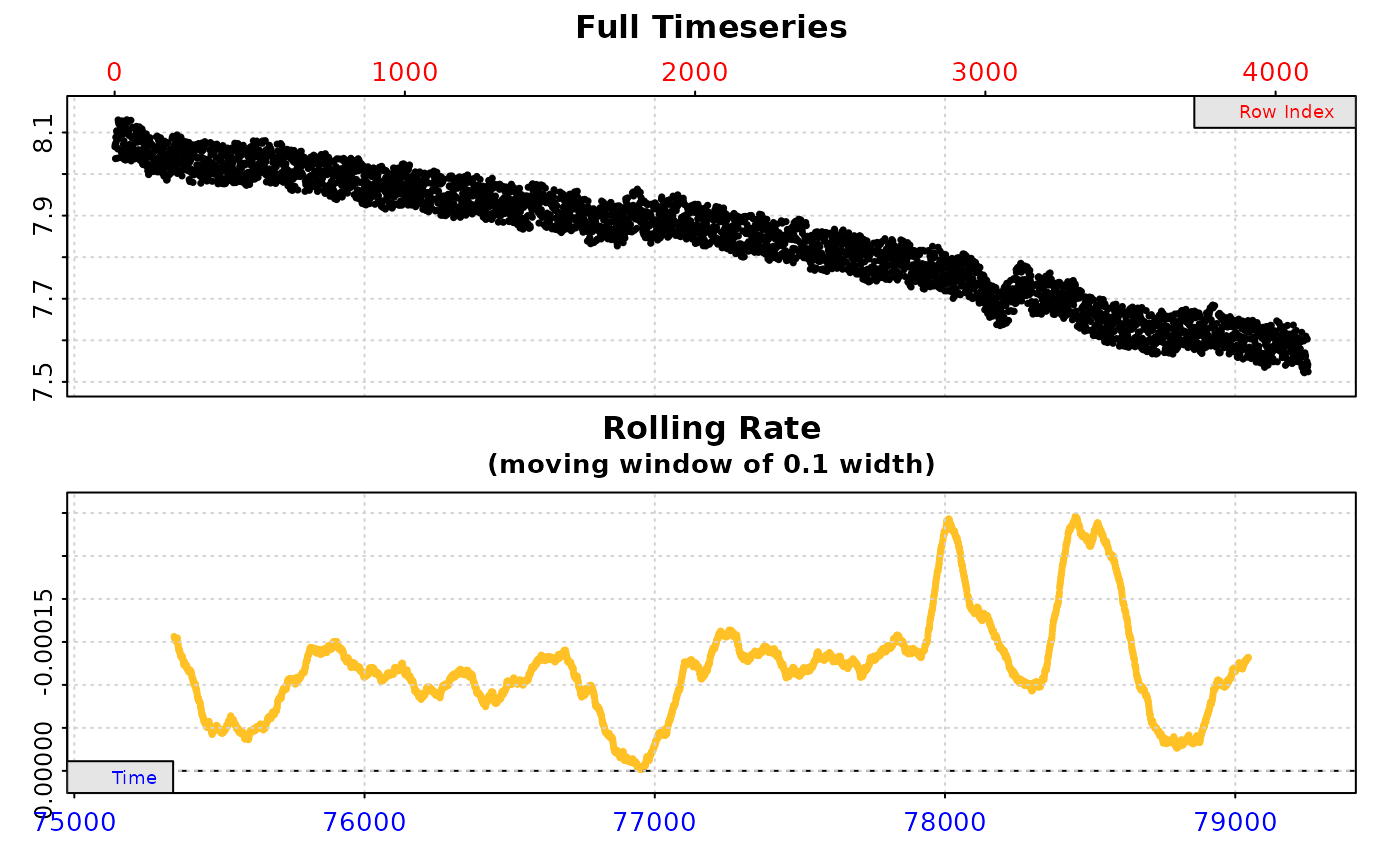 Full Timeseries
0 1000 2000 3000 4000
Row Index
8.1
7.9
7.7
7.5
Rolling Rate
(moving window of 0.1 width)
-0.00015
0.00000
Time
75000 76000 77000 78000 79000